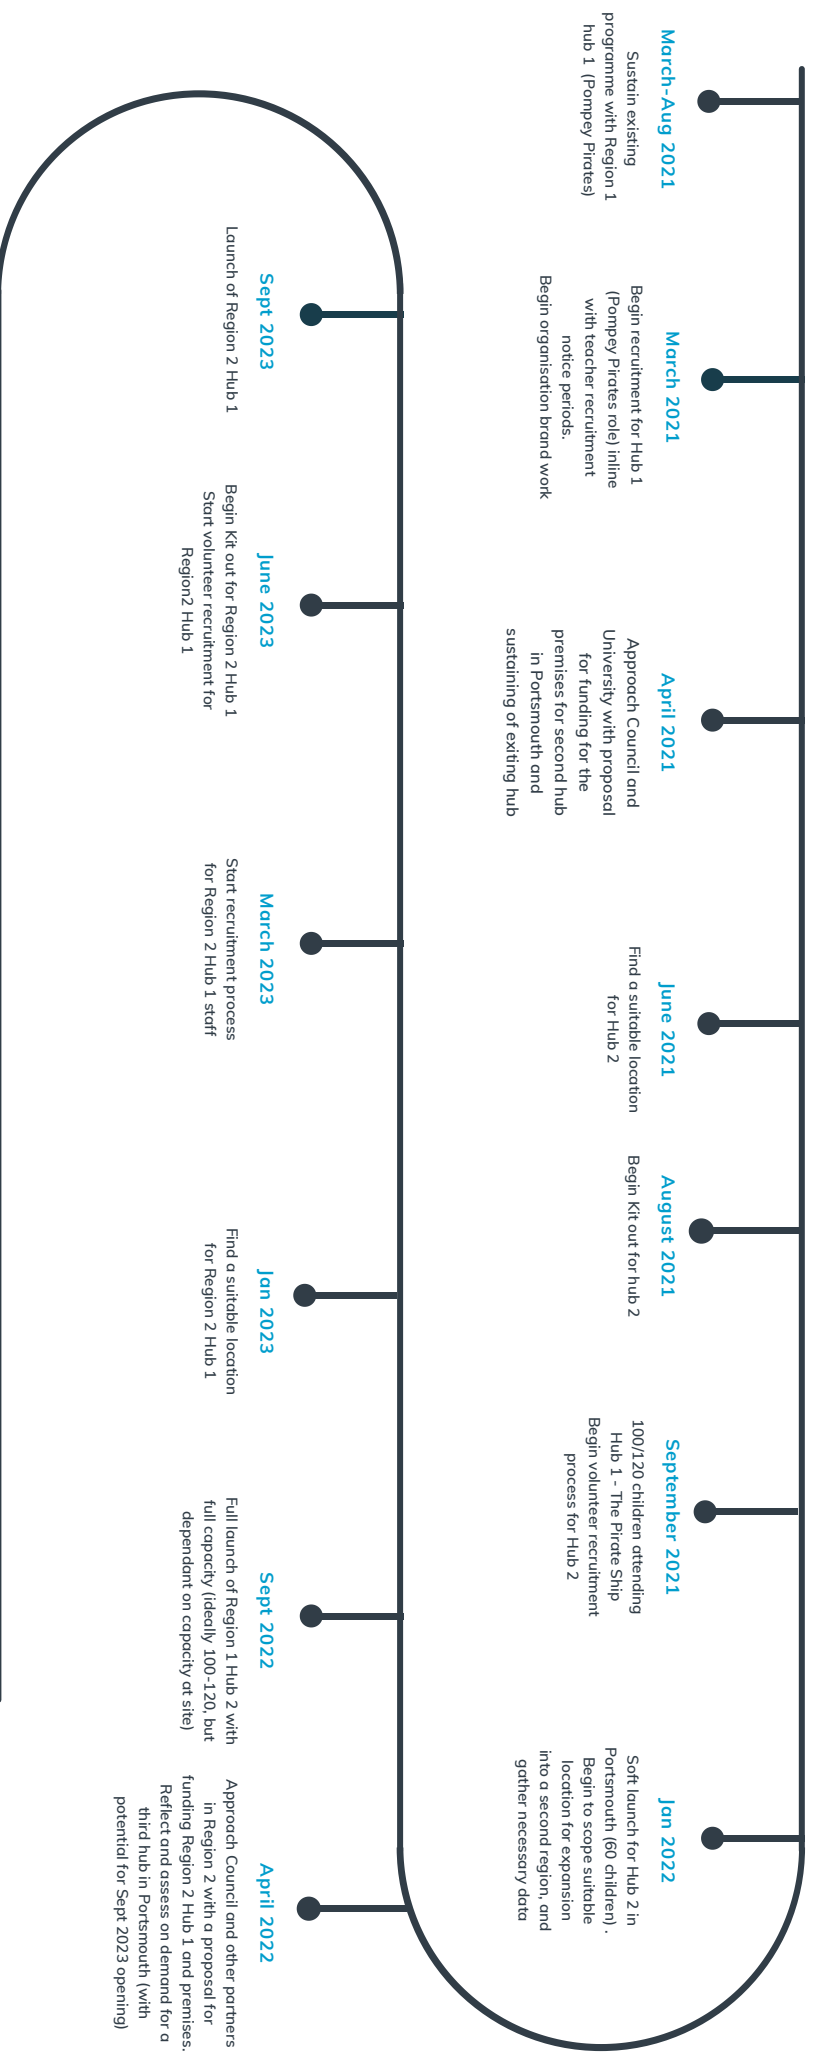 March-Aug 2021
Sustain existing
programme with Region 1
hub 1 (Pompey Pirates)
March 2021
Begin recruitment for Hub 1
(Pompey Pirates role) inline
with teacher recruitment
notice periods.
Begin organisation brand work
April 2021
Approach Council and
University with proposal
for funding for the
premises for second hub
in Portsmouth and
sustaining of exiting hub
June 2021
Find a suitable location
for Hub 2
August 2021
Begin Kit out for hub 2
September 2021
100/120 children attending
Hub 1 - The Pirate Ship
Begin volunteer recruitment
process for Hub 2
Jan 2022
Soft launch for Hub 2 in
Portsmouth (60 children) .
Begin to scope suitable
location for expansion
into a second region, and
gather necessary data
April 2022
Approach Council and other partners
in Region 2 with a proposal for
funding Region 2 Hub 1 and premises.
Reflect and assess on demand for a
third hub in Portsmouth (with
potential for Sept 2023 opening)
Sept 2022
Full launch of Region 1 Hub 2 with
full capacity (ideally 100-120, but
dependant on capacity at site)
Jan 2023
Find a suitable location
for Region 2 Hub 1
March 2023
Start recruitment process
for Region 2 Hub 1 staff
June 2023
Begin Kit out for Region 2 Hub 1
Start volunteer recruitment for
Region2 Hub 1
Sept 2023
Launch of Region 2 Hub 1